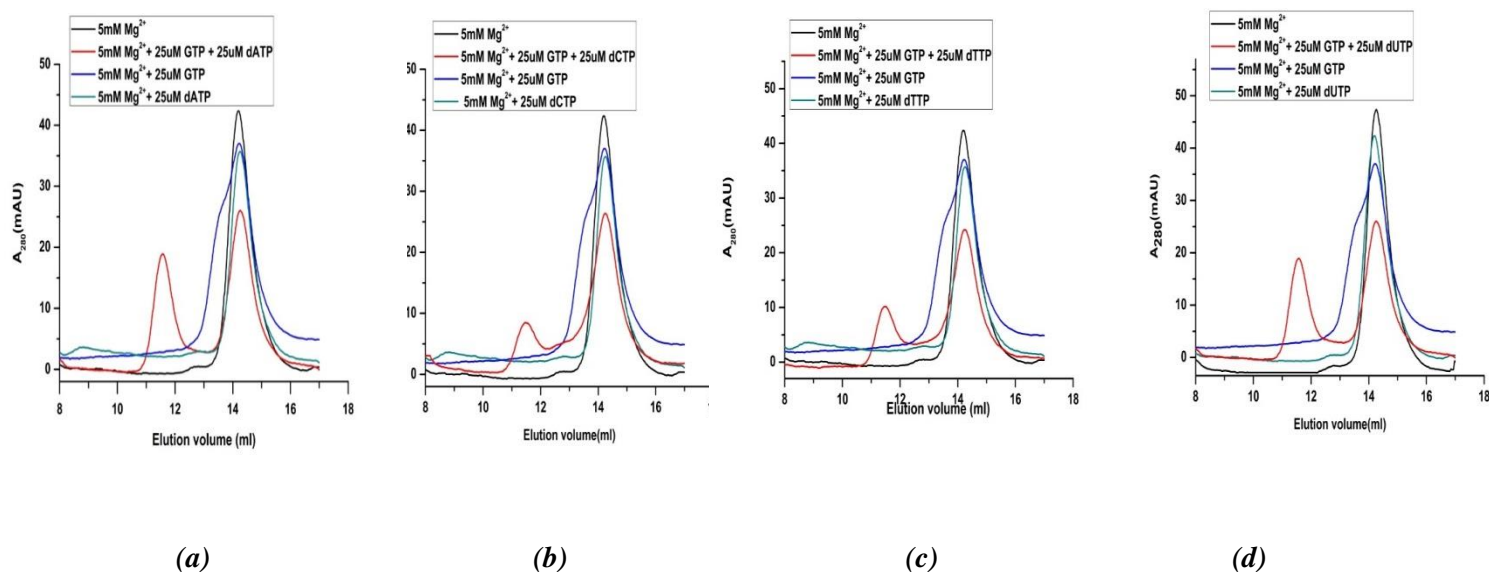 5mM Mg2+
5mM Mg2++ 25uM GTP + 25uM dATP
5mM Mg2++ 25uM GTP
5mM Mg2++ 25uM dATP
50
40
30
20
10
0
A280(mAU)
8 10 12 14 16 18
Elution volume (ml)
(a)
5mM Mg2+
5mM Mg2++ 25uM GTP + 25uM dCTP
5mM Mg2++ 25uM GTP
5mM Mg2++ 25uM dCTP
50
40
30
20
10
0
A280(mAU)
8 10 12 14 16
Elution volume(ml)
(b)
5mM Mg2+
5mM Mg2++ 25uM GTP + 25uM dTTP
5mM Mg2++ 25uM GTP
5mM Mg2++ 25uM dTTP
50
40
30
20
10
0
A280(mAU)
8 10 12 14 16 18
Elution volume (ml)
(c)
5mM Mg2+
5mM Mg2++ 25uM GTP + 25uM dUTP
5mM Mg2++ 25uM GTP
5mM Mg2++ 25uM dUTP
50
40
30
20
10
0
A280(mAU)
8 10 12 14 16 18
Elution volume (ml)
(d)